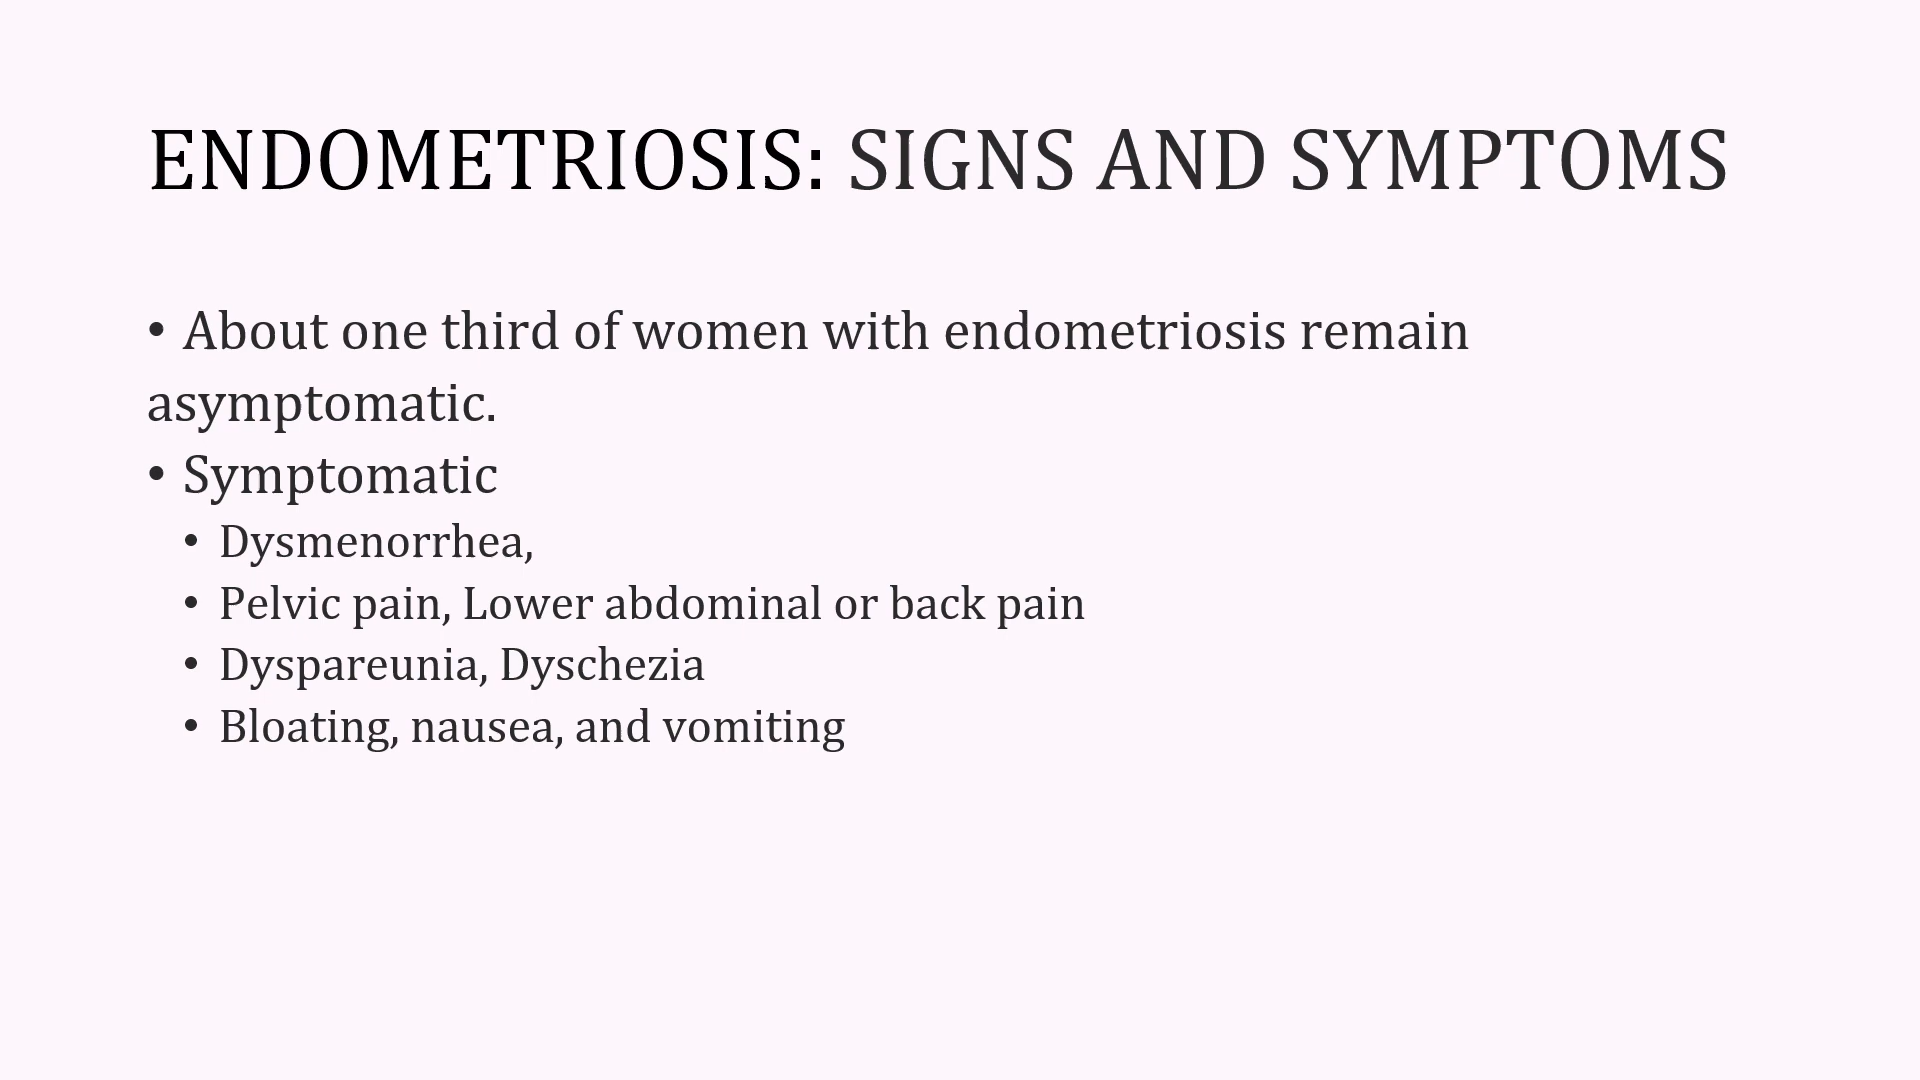 ENDOMETRIOSIS: SIGNS AND SYMPTOMS
• About one third of women with endometriosis remain
asymptomatic.
• Symptomatic
• Dysmenorrhea,
• Pelvic pain, Lower abdominal or back pain
• Dyspareunia, Dyschezia
• Bloating, nausea, and vomiting